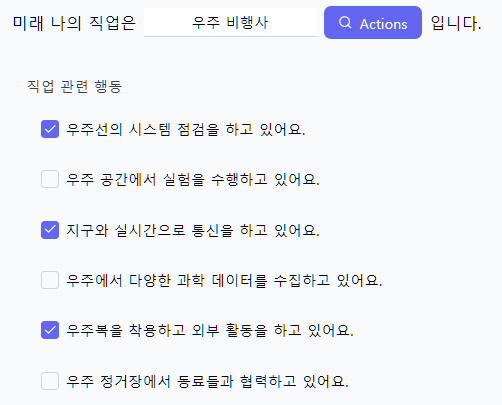 미래 나의 직업은 우주 비행사 Actions 입니다.
직업 관련 행동
우주선의 시스템 점검을 하고 있어요.
우주 공간에서 실험을 수행하고 있어요.
지구와 실시간으로 통신을 하고 있어요.
우주에서 다양한 과학 데이터를 수집하고 있어요.
우주복을 착용하고 외부 활동을 하고 있어요.
우주 정거장에서 동료들과 협력하고 있어요.